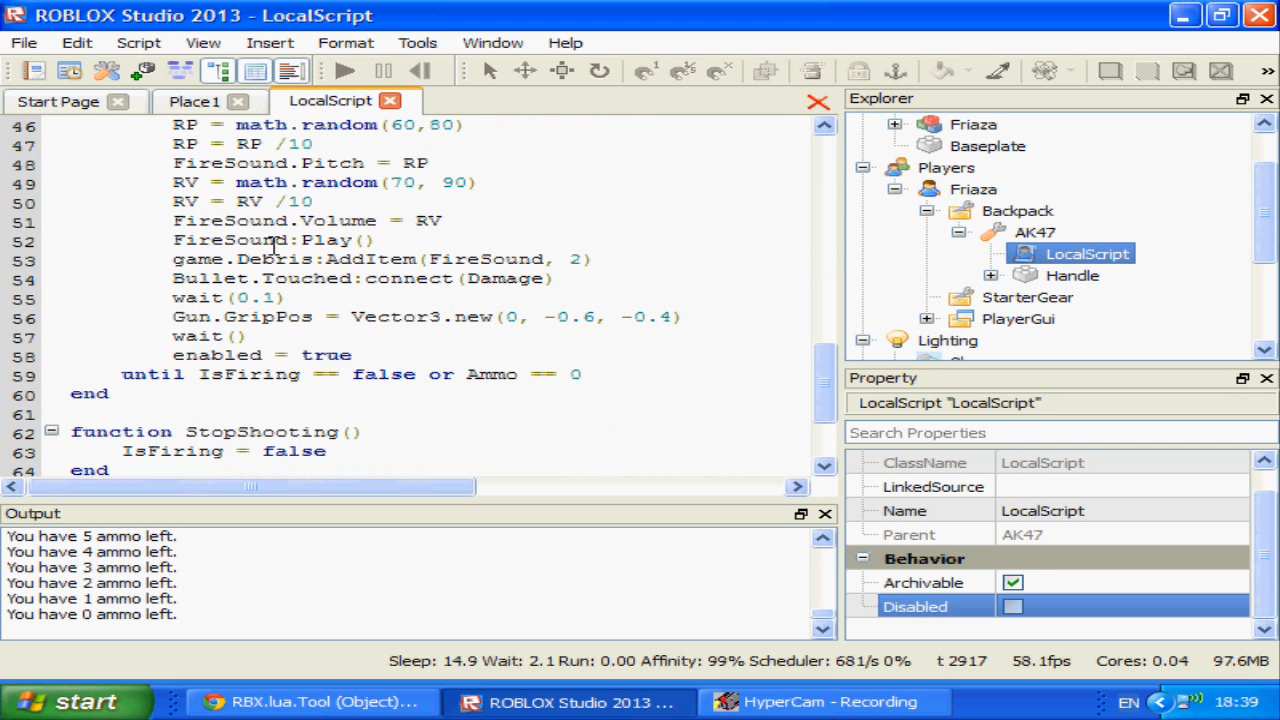 ROBLOX Studio 2013 - LocalScript
File Edit Script View Insert Format Tools Window Help
Start Page Place1 LocalScript
46 RP = math.random(60,80)
47 RP = RP /10
48 FireSound.Pitch = RP
49 RV = math.random(70, 90)
50 RV = RV /10
51 FireSound.Volume = RV
52 FireSound:Play()
53 game.Debris:AddItem(FireSound, 2)
54 Bullet.Touched:connect(Damage)
55 wait(0.1)
56 Gun.GripPos = Vector3.new(0, -0.6, -0.4)
57 wait()
58 enabled = true
59 until IsFiring == false or Ammo == 0
60 end
61
62 function StopShooting()
63 IsFiring = false
64 end
Output
You have 5 ammo left.
You have 4 ammo left.
You have 3 ammo left.
You have 2 ammo left.
You have 1 ammo left.
You have 0 ammo left.
Explorer
Friaza
Baseplate
Players
Friaza
Backpack
AK47
LocalScript
Handle
StarterGear
PlayerGui
Lighting
Property
LocalScript "LocalScript"
Search Properties
ClassName LocalScript
LinkedSource
Name LocalScript
Parent AK47
Behavior
Archivable
Disabled
Sleep: 14.9 Wait: 2.1 Run: 0.00 Affinity: 99% Scheduler: 681/s 0% t 2917 58.1fps Cores: 0.04 97.6MB
start RBX.lua.Tool (Object)... ROBLOX Studio 2013 ... HyperCam - Recording EN 18:39